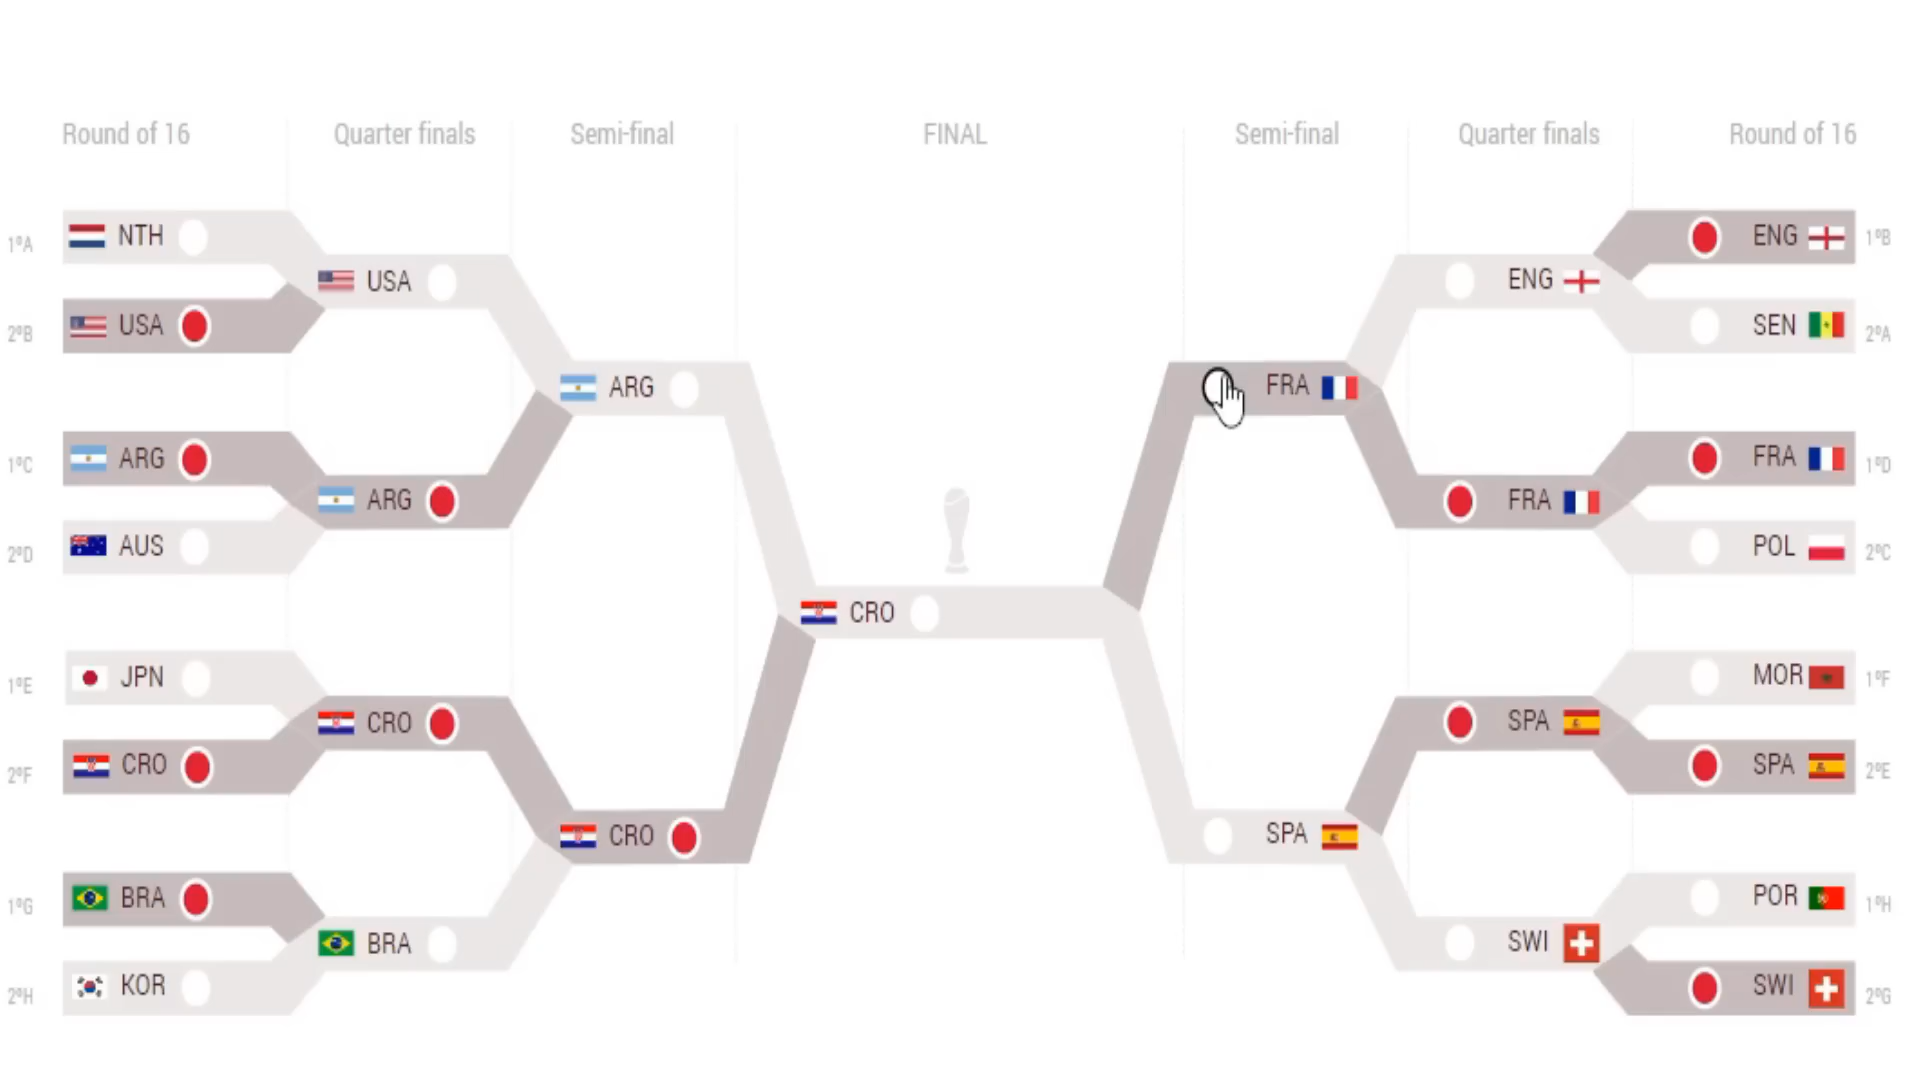 Round of 16
Quarter finals
Semi-final
FINAL
Semi-final
Quarter finals
Round of 16
1ºA
NTH
2ºB
USA
1ºC
ARG
2ºD
AUS
1ºE
JPN
2ºF
CRO
1ºG
BRA
2ºH
KOR
USA
ARG
CRO
BRA
ARG
CRO
CRO
FRA
SPA
ENG
FRA
SPA
SWI
ENG
1ºB
SEN
2ºA
FRA
1ºD
POL
2ºC
MOR
1ºF
SPA
2ºE
POR
1ºH
SWI
2ºG